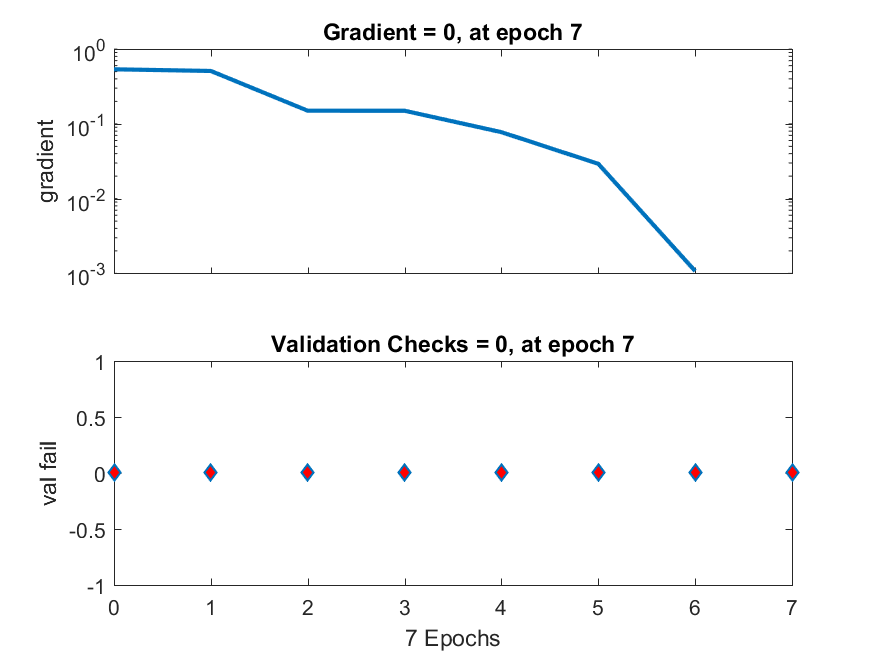 Gradient = 0, at epoch 7
10^0
10^-1
10^-2
10^-3
gradient
Validation Checks = 0, at epoch 7
1
0.5
0
-0.5
-1
val fail
0 1 2 3 4 5 6 7
7 Epochs